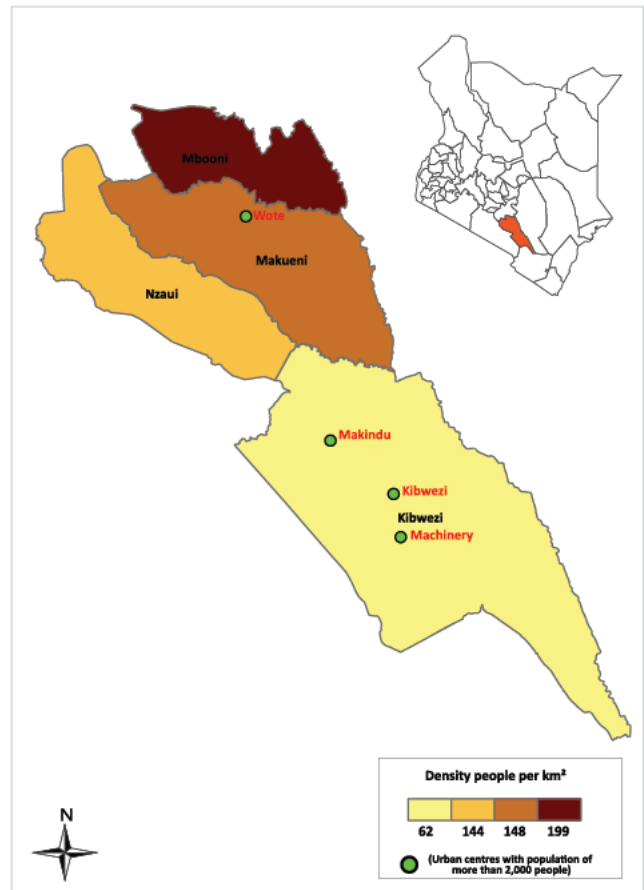 Mbooni
Wote
Makueni
Nzaui
Makindu
Kibwezi
Kibwezi
Machinery
Density people per km²
62 144 148 199
(Urban centres with population of
more than 2,000 people)
N